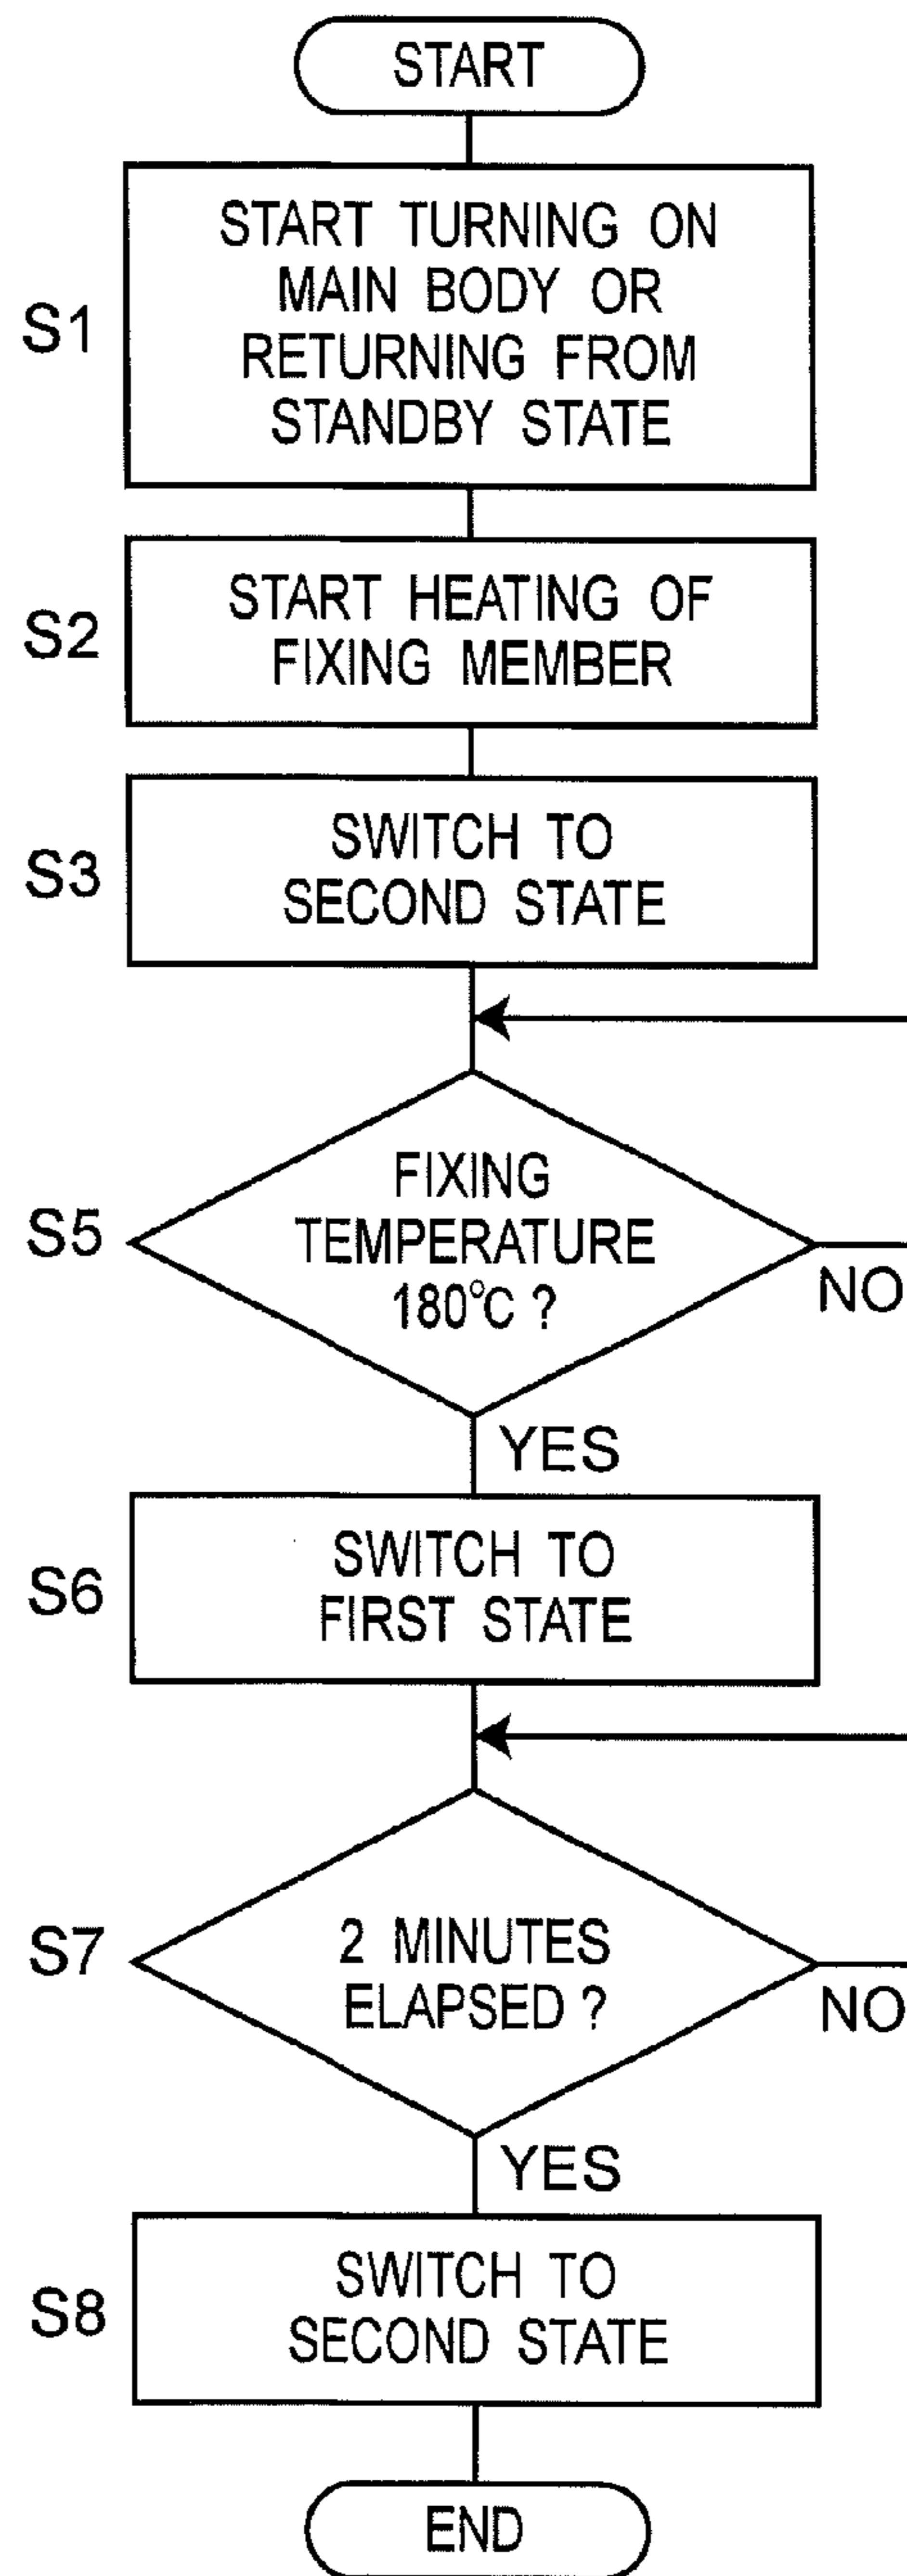 START
S1
START TURNING ON
MAIN BODY OR
RETURNING FROM
STANDBY STATE
S2
START HEATING OF
FIXING MEMBER
S3
SWITCH TO
SECOND STATE
S5
FIXING
TEMPERATURE
180°C ?
NO
YES
S6
SWITCH TO
FIRST STATE
S7
2 MINUTES
ELAPSED ?
NO
YES
S8
SWITCH TO
SECOND STATE
END